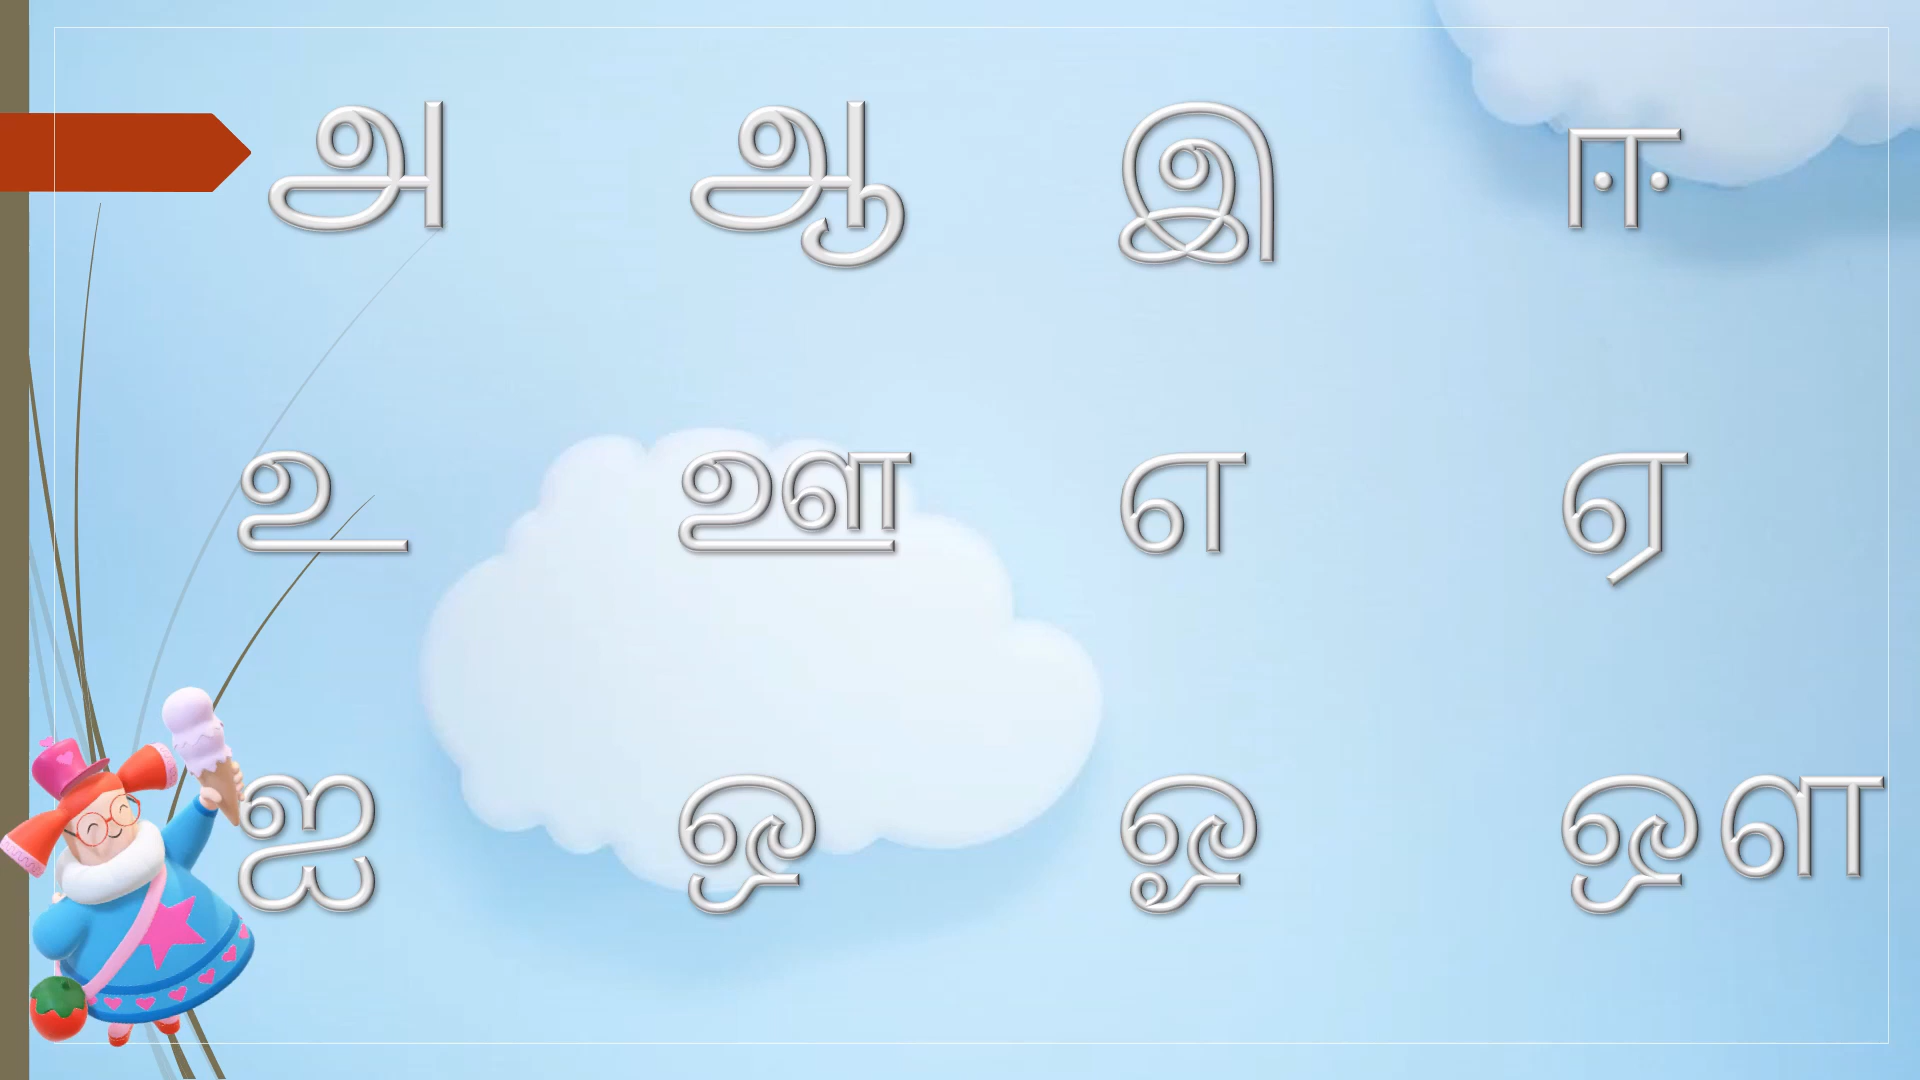 அ ஆ இ ஈ
உ ஊ எ ஏ
ஐ ஒ ஓ ஔ